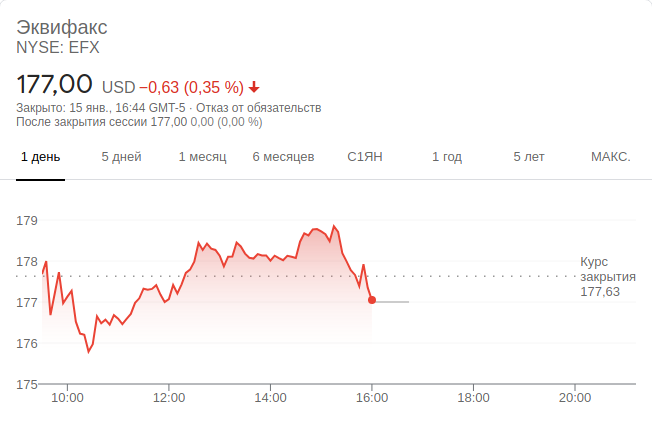 Эквифакс
NYSE: EFX
177,00 USD −0,63 (0,35 %)
Закрыто: 15 янв., 16:44 GMT-5 · Отказ от обязательств
После закрытия сессии 177,00 0,00 (0,00 %)
1 день 5 дней 1 месяц 6 месяцев С1ЯН 1 год 5 лет МАКС.
179
178
177
176
175
Курс
закрытия
177,63
10:00 12:00 14:00 16:00 18:00 20:00